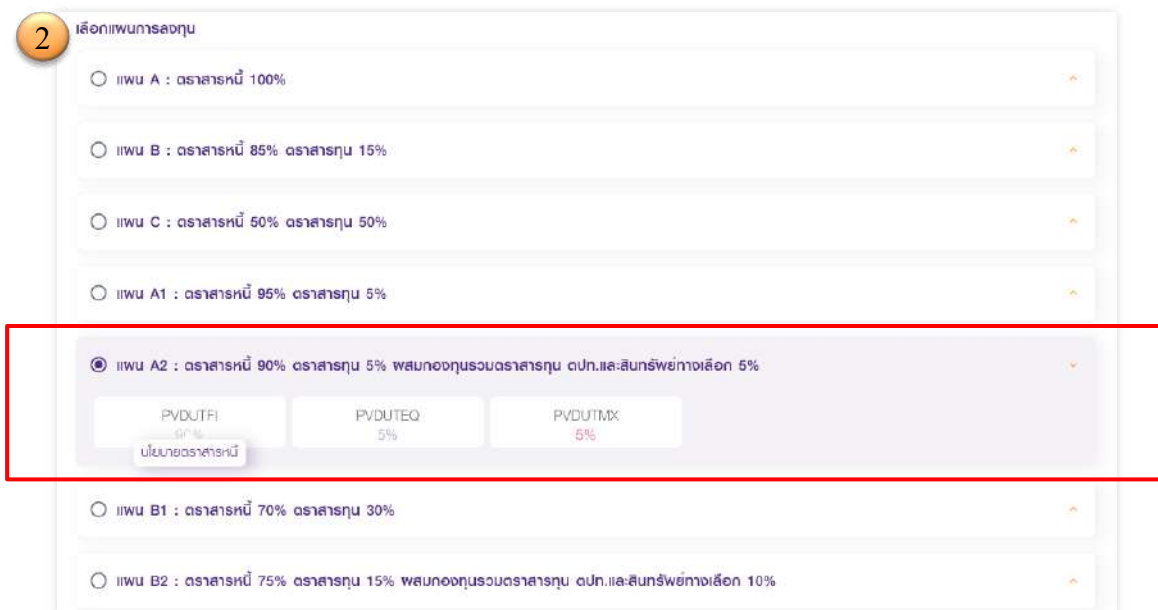 2
เลือกแผนการลงทุน
แผน A : ตราสารหนี้ 100%
แผน B : ตราสารหนี้ 85% ตราสารทุน 15%
แผน C : ตราสารหนี้ 50% ตราสารทุน 50%
แผน A1 : ตราสารหนี้ 95% ตราสารทุน 5%
แผน A2 : ตราสารหนี้ 90% ตราสารทุน 5% ผสมกองทุนรวมตราสารทุน ตปท.และสินทรัพย์ทางเลือก 5%
PVDUTFI PVDUTEQ PVDUTMX
90% 5% 5%
นโยบายตราสารหนี้
แผน B1 : ตราสารหนี้ 70% ตราสารทุน 30%
แผน B2 : ตราสารหนี้ 75% ตราสารทุน 15% ผสมกองทุนรวมตราสารทุน ตปท.และสินทรัพย์ทางเลือก 10%